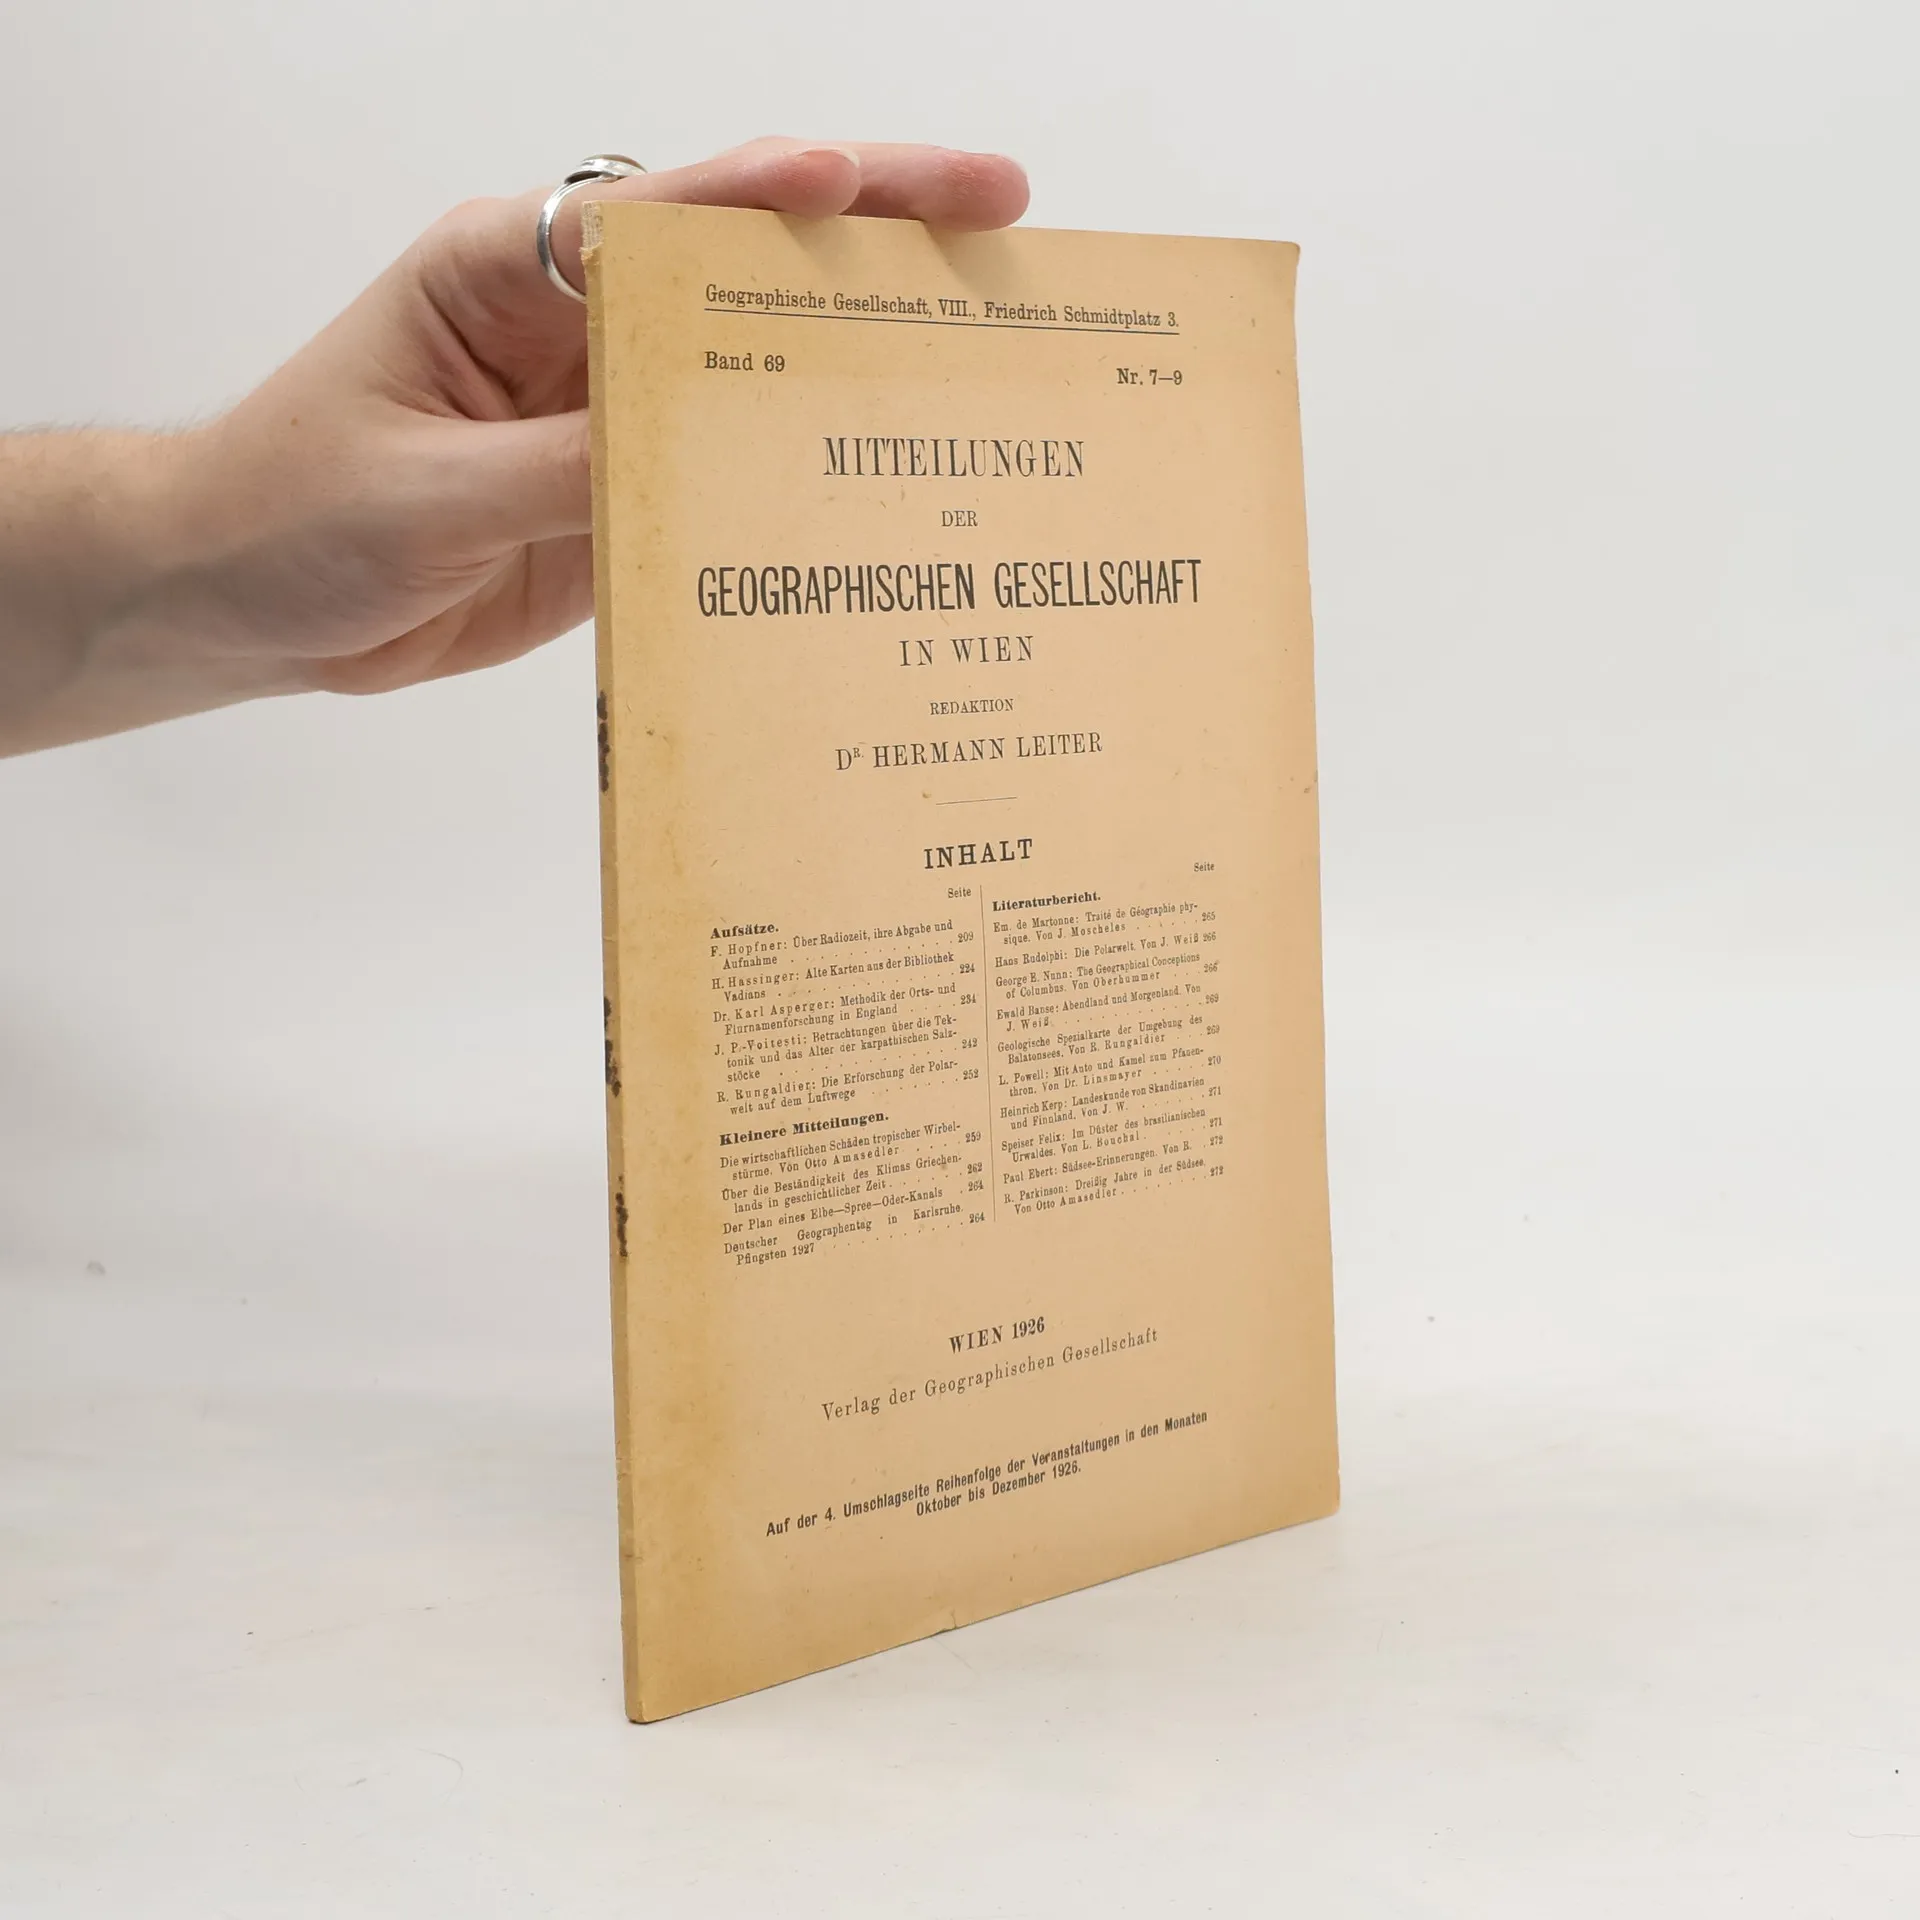 Geographische Gesellschaft, VIII., Friedrich Schmidtplatz 3.
Band 69
Nr. 7—9
MITTEILUNGEN
DER
GEOGRAPHISCHEN GESELLSCHAFT
IN WIEN
REDAKTION
DR. HERMANN LEITER
INHALT
Seite
Aufsätze.
F. Hopfner: Über Radiozeit, ihre Abgabe und
Aufnahme . . . . . . . . . . . 209
H. Hassinger: Alte Karten aus der Bibliothek
Vadians . . . . . . . . . . . . 224
Dr. Karl Asperger: Methodik der Orts- und
Flurnamenforschung in England . . . . 234
J. P.-Voitesti: Betrachtungen über die Tek-
tonik und das Alter der karpathischen Salz-
stöcke . . . . . . . . . . . . 242
R. Rungaldier: Die Erforschung der Polar-
welt auf dem Luftwege . . . . . . 252
Kleinere Mitteilungen.
Die wirtschaftlichen Schäden tropischer Wirbel-
stürme. Von Otto Amasedler . . . . 259
Über die Beständigkeit des Klimas Griechen-
lands in geschichtlicher Zeit . . . . . 262
Der Plan eines Elbe—Spree—Oder-Kanals . 264
Deutscher Geographentag in Karlsruhe.
Pfingsten 1927 . . . . . . . . . 264
Seite
Literaturbericht.
Em. de Martonne: Traité de Géographie phy-
sique. Von J. Moscheles . . . . . 265
Hans Rudolphi: Die Polarwelt. Von J. Weiß 266
George E. Nunn: The Geographical Conceptions
of Columbus. Von Oberhummer . . . 266
Ewald Banse: Abendland und Morgenland. Von
J. Weiß . . . . . . . . . . . 269
Geologische Spezialkarte der Umgebung des
Balatonsees. Von R. Rungaldier . . . 269
L. Powell: Mit Auto und Kamel zum Pfauen-
thron. Von Dr. Linsmayer . . . . . 270
Heinrich Kerp: Landeskunde von Skandinavien
und Finnland. Von J. W. . . . . . . 271
Speiser Felix: Im Düster des brasilianischen
Urwaldes. Von L. Bouchal . . . . . 271
Paul Ebert: Südsee-Erinnerungen. Von R. . 272
R. Parkinson: Dreißig Jahre in der Südsee.
Von Otto Amasedler . . . . . . . . 272
WIEN 1926
Verlag der Geographischen Gesellschaft
Auf der 4. Umschlagseite Reihenfolge der Veranstaltungen in den Monaten
Oktober bis Dezember 1926.